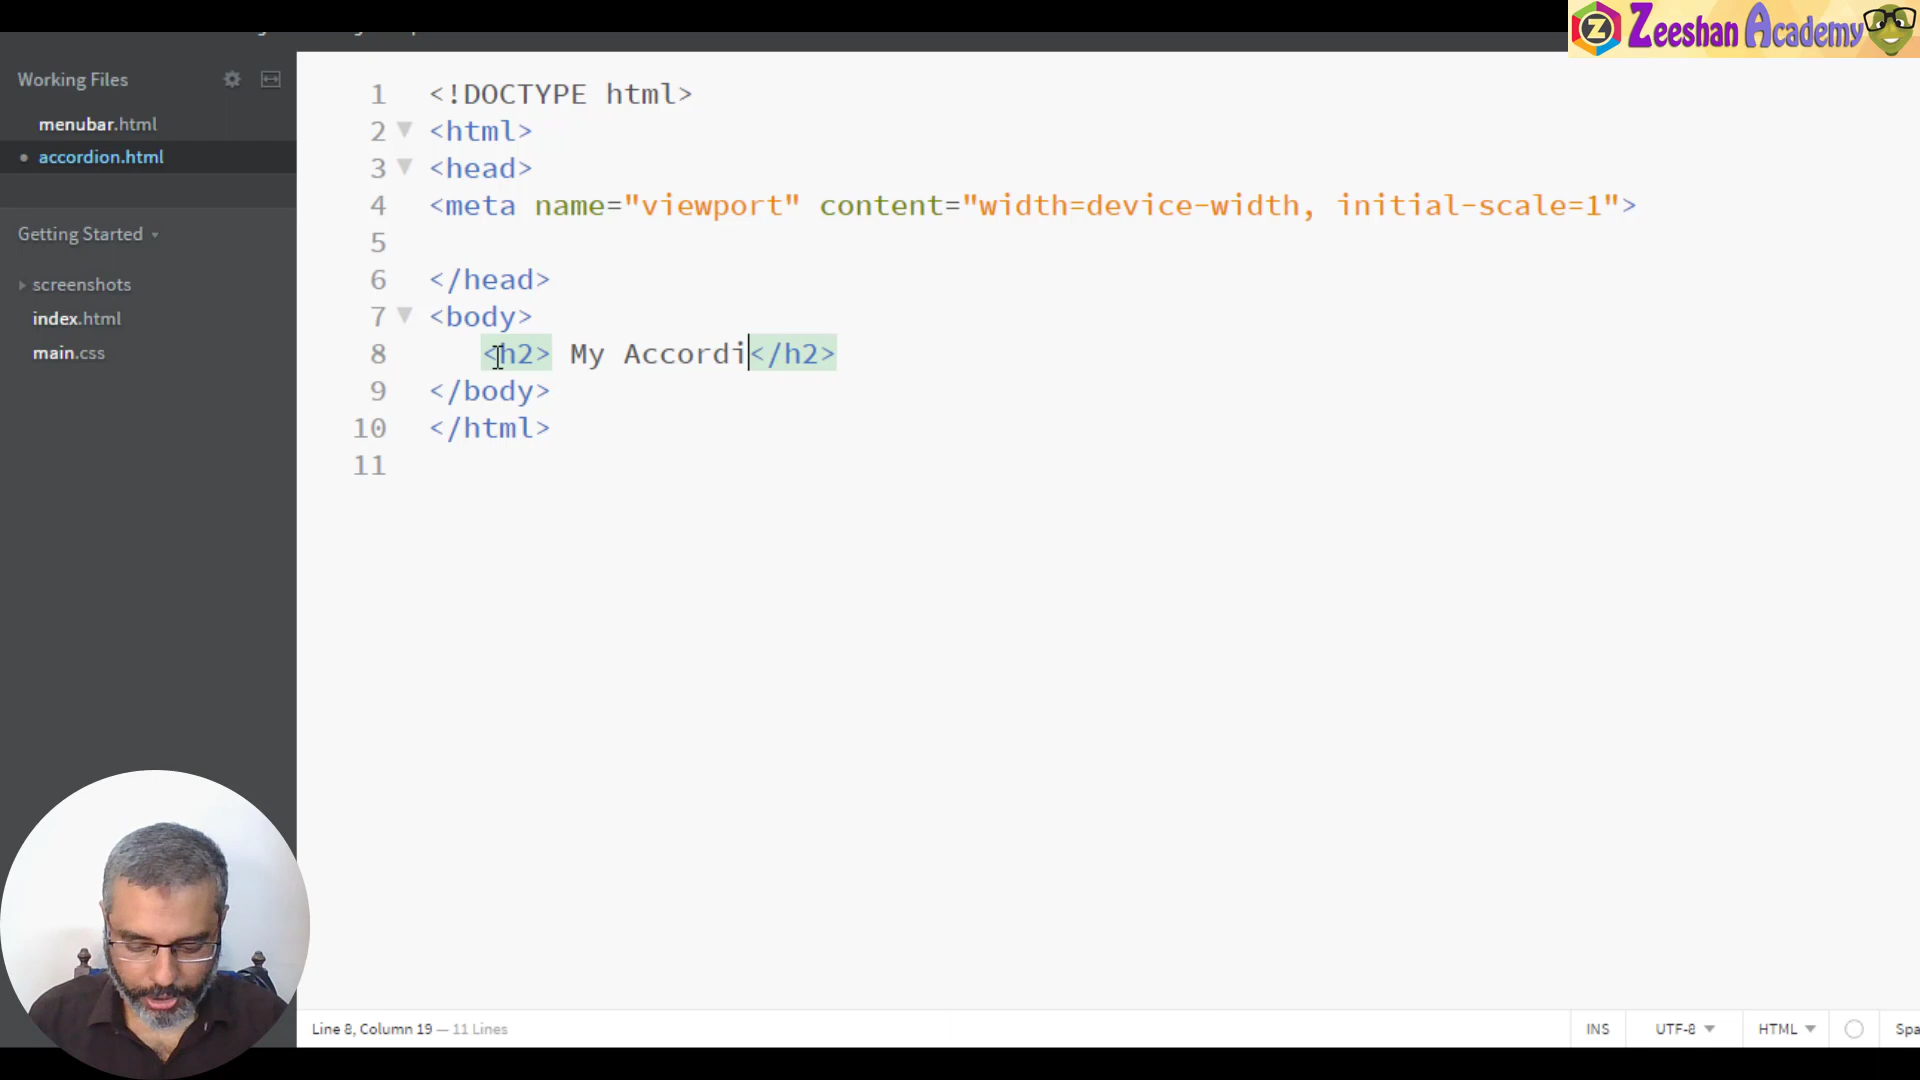 Zeeshan Academy
Working Files
menubar.html
accordion.html
Getting Started
screenshots
index.html
main.css
1 <!DOCTYPE html>
2 <html>
3 <head>
4 <meta name="viewport" content="width=device-width, initial-scale=1">
5
6 </head>
7 <body>
8 <h2> My Accordi</h2>
9 </body>
10 </html>
11
Line 8, Column 19 — 11 Lines
INS
UTF-8
HTML
Spa